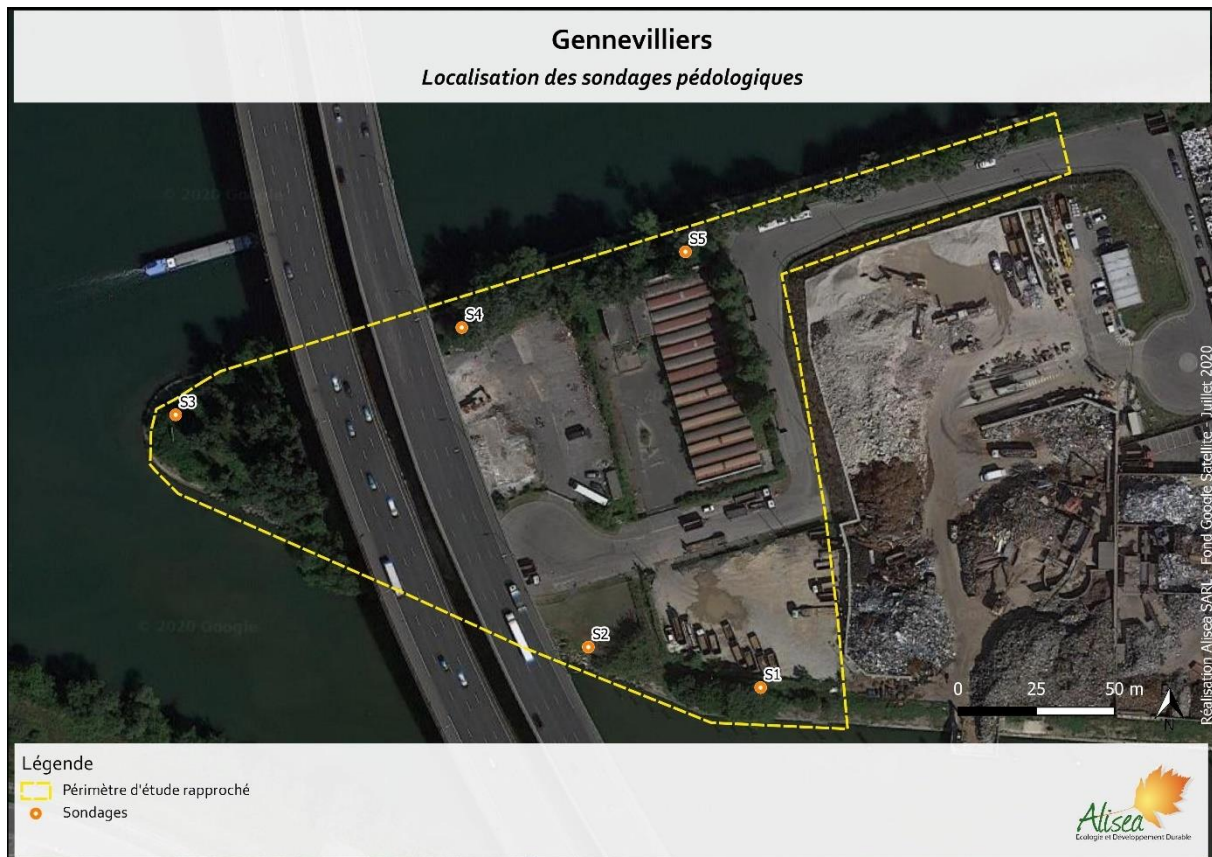 Gennevilliers
Localisation des sondages pédologiques
© 2020 Google
S5
S4
S3
© 2020 Google
S2
S1
0 25 50 m
N
Réalisation Alisea SARL - Fond Google Satellite - Juillet 2020
Légende
Périmètre d'étude rapproché
Sondages
Alisea
Ecologie et Développement Durable